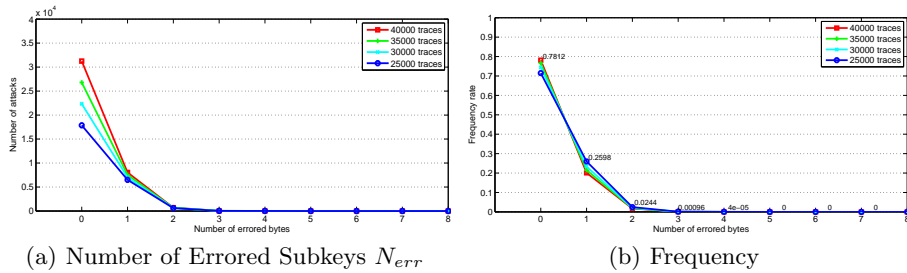 x 10^4
4
3.5
3
2.5
2
1.5
1
0.5
0
Number of attacks
0 1 2 3 4 5 6 7 8
Number of errored bytes
40000 traces
35000 traces
30000 traces
25000 traces
(a) Number of Errored Subkeys N_err
1
0.9
0.8
0.7
0.6
0.5
0.4
0.3
0.2
0.1
0
Frequency rate
0.7812
0.2598
0.0244
0.00096
4e-05
0
0
0
0 1 2 3 4 5 6 7 8
Number of errored bytes
40000 traces
35000 traces
30000 traces
25000 traces
(b) Frequency